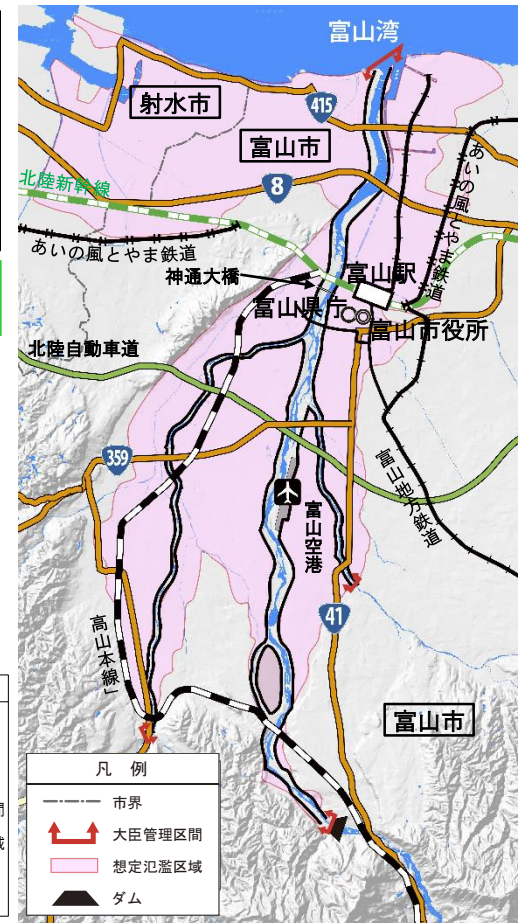 富山湾
射水市
415
富山市
8
北陸新幹線
あいの風とやま鉄道
あいの風とやま鉄道
神通大橋
富山駅
富山県庁
富山市役所
北陸自動車道
359
富山地方鉄道
富山空港
41
高山本線」
富山市
凡 例
市界
大臣管理区間
想定氾濫区域
ダム
間
域